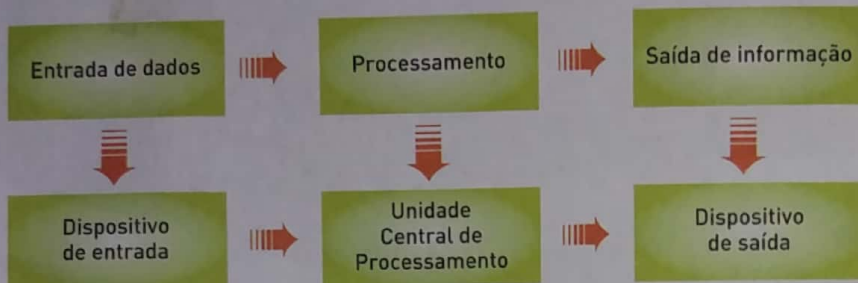 Entrada de dados
Processamento
Saída de informação
Dispositivo
de entrada
Unidade
Central de
Processamento
Dispositivo
de saída